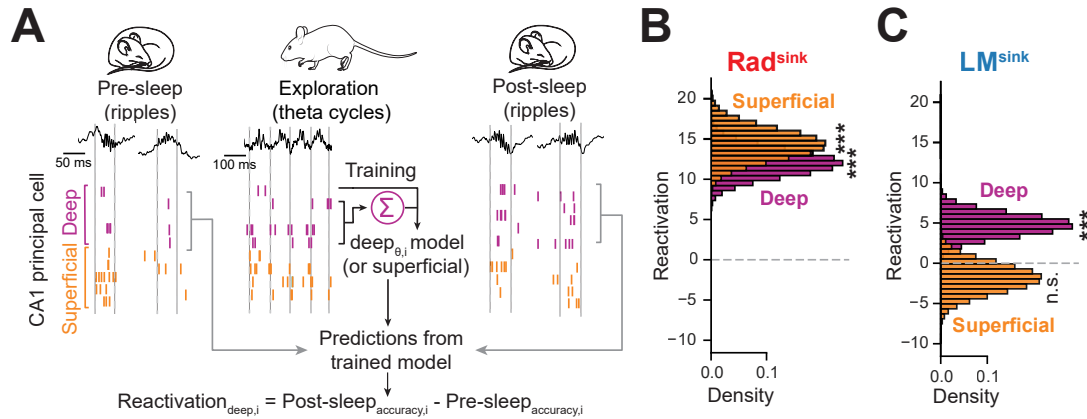 A
Pre-sleep
(ripples)
Exploration
(theta cycles)
Post-sleep
(ripples)
50 ms
100 ms
Training
CA1 principal cell
Deep
Superficial
Σ
deepθ,i model
(or superficial)
Predictions from
trained model
Reactivationdeep,i = Post-sleepaccuracy,i - Pre-sleepaccuracy,i
B
Radsink
Reactivation
20
15
10
5
0
−5
−10
Superficial
***
***
Deep
0.0
0.1
Density
C
LMsink
Reactivation
20
15
10
5
0
−5
−10
Deep
***
n.s.
Superficial
0.0
0.1
Density